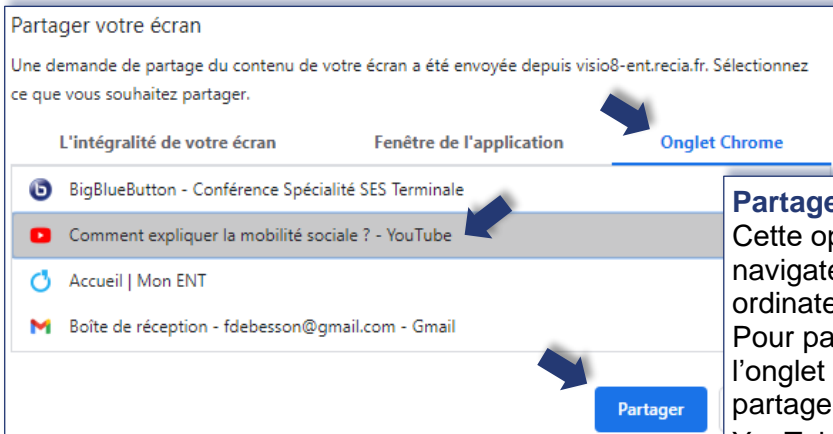 Partager votre écran
Une demande de partage du contenu de votre écran a été envoyée depuis visio8-ent.recia.fr. Sélectionnez
ce que vous souhaitez partager.
L'intégralité de votre écran Fenêtre de l'application Onglet Chrome
BigBlueButton - Conférence Spécialité SES Terminale
Comment expliquer la mobilité sociale ? - YouTube
Accueil | Mon ENT
Boîte de réception - fdebesson@gmail.com - Gmail
Partager
Partage
Cette op
navigate
ordinate
Pour pa
l'onglet
partage